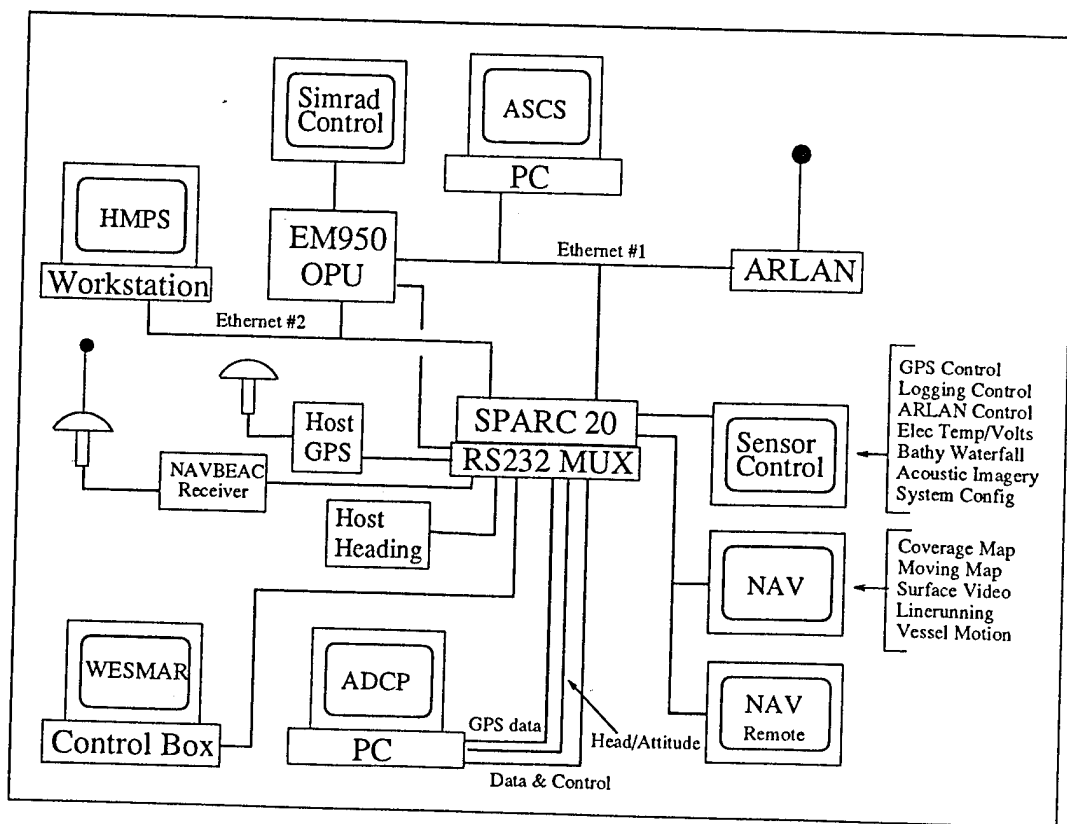 Simrad
Control
ASCS
PC
HMPS
Workstation
EM950
OPU
Ethernet #1
ARLAN
Ethernet #2
Host
GPS
NAVBEAC
Receiver
SPARC 20
RS232 MUX
Host
Heading
Sensor
Control
GPS Control
Logging Control
ARLAN Control
Elec Temp/Volts
Bathy Waterfall
Acoustic Imagery
System Config
NAV
Coverage Map
Moving Map
Surface Video
Linerunning
Vessel Motion
WESMAR
Control Box
ADCP
PC
GPS data
Head/Attitude
Data & Control
NAV
Remote